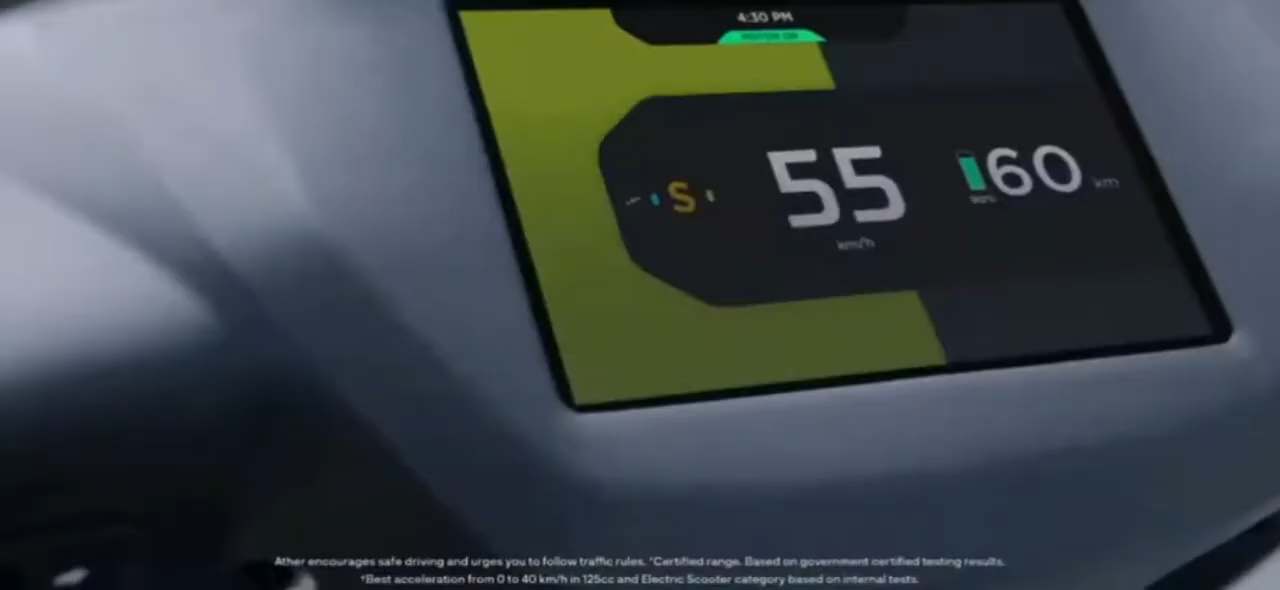 4:30 PM
MOTOR ON
S
55
60 km
km/h
Ather encourages safe driving and urges you to follow traffic rules. *Certified range. Based on government certified testing results.
†Best acceleration from 0 to 40 km/h in 125cc and Electric Scooter category based on internal tests.